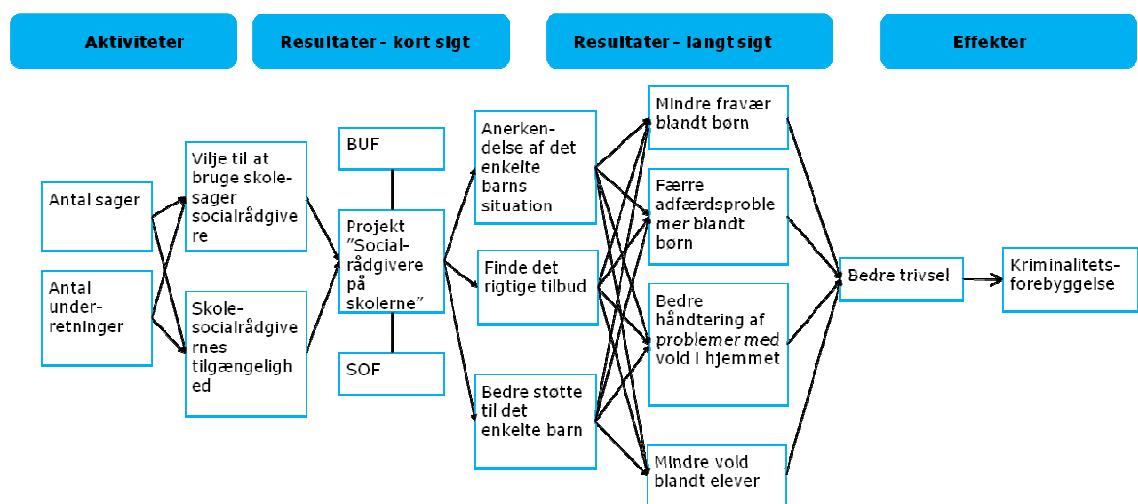 Aktiviteter
Resultater – kort sigt
Resultater – langt sigt
Effekter
Antal sager
Antal
under-
retninger
Vilje til at
bruge skole-
sager
socialrådgive
re
Skole-
socialrådgive
rnes
tilgængeligh
ed
BUF
Projekt
”Social-
rådgivere
på
skolerne”
SOF
Anerken-
delse af det
enkelte
barns
situation
Finde det
rigtige tilbud
Bedre støtte
til det
enkelte barn
Mindre fravær
blandt børn
Færre
adfærdsproble
mer blandt
børn
Bedre
håndtering af
problemer med
vold i hjemmet
Mindre vold
blandt elever
Bedre trivsel
Kriminalitets-
forebyggelse